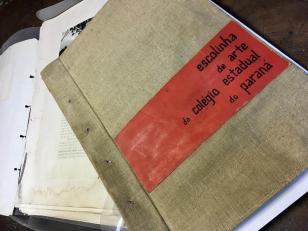 escolinha
de arte
do colégio estadual
do paraná